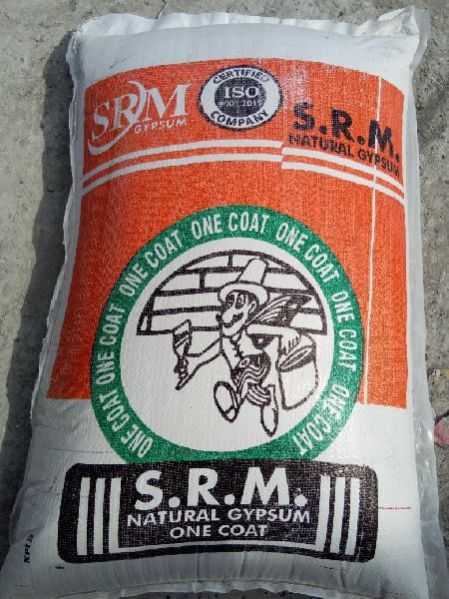 SRM
GYPSUM
CERTIFIED
ISO
9001:2015
COMPANY
S.R.M.
NATURAL GYPSUM
ONE COAT ONE COAT ONE COAT ONE COAT ONE COAT ONE COAT ONE COAT ONE COAT
S.R.M.
NATURAL GYPSUM
ONE COAT